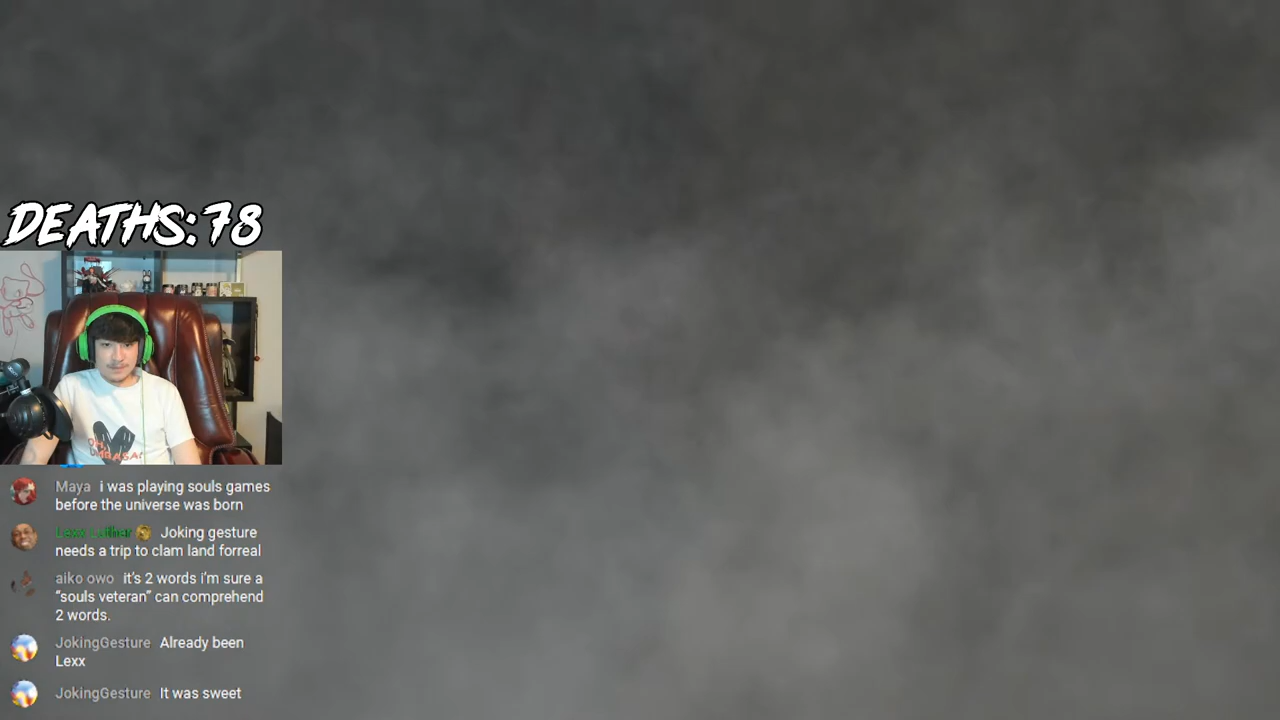 DEATHS:78
Maya i was playing souls games
before the universe was born
Lexx Luther Joking gesture
needs a trip to clam land forreal
aiko owo it's 2 words i'm sure a
“souls veteran” can comprehend
2 words.
JokingGesture Already been
Lexx
JokingGesture It was sweet